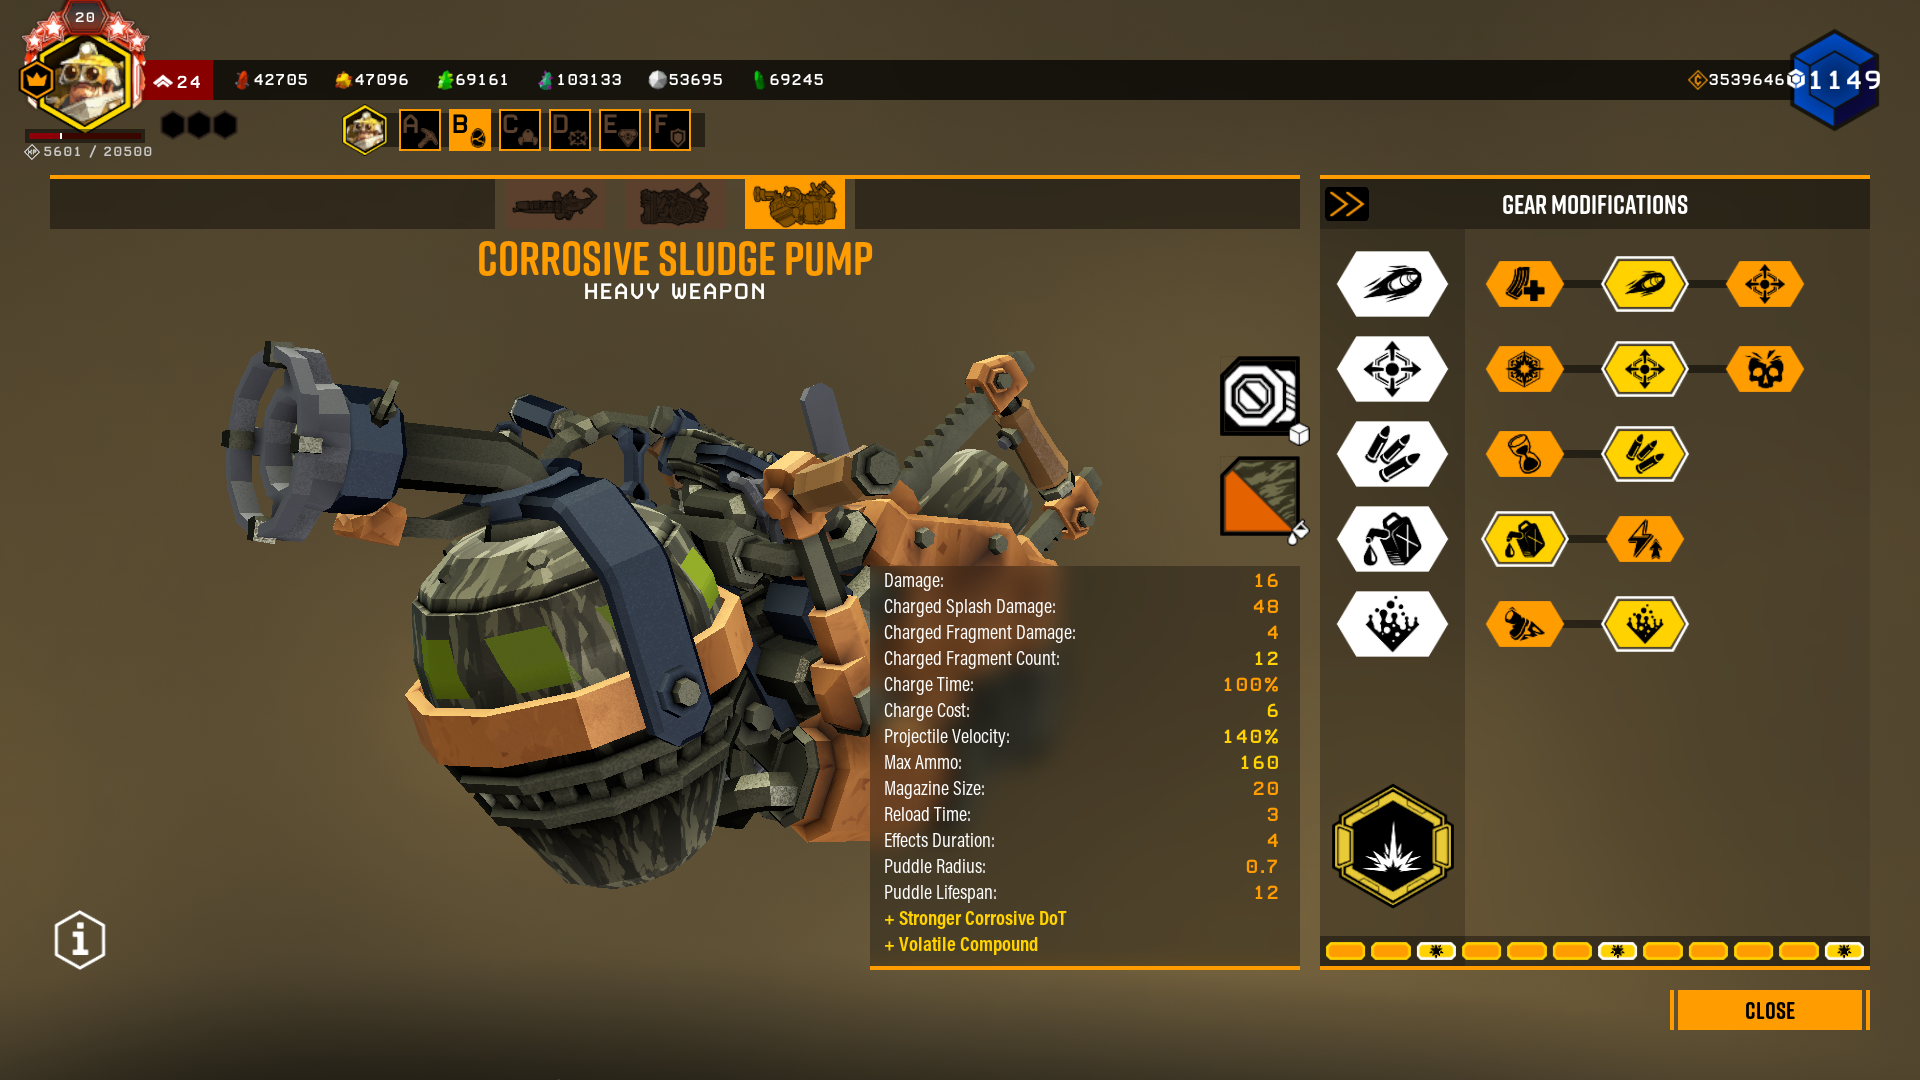 20
24
42705
47096
69161
103133
53695
69245
3539646
1149
5601 / 20500
A
B
C
D
E
F
GEAR MODIFICATIONS
CORROSIVE SLUDGE PUMP
HEAVY WEAPON
Damage: 16
Charged Splash Damage: 48
Charged Fragment Damage: 4
Charged Fragment Count: 12
Charge Time: 100%
Charge Cost: 6
Projectile Velocity: 140%
Max Ammo: 160
Magazine Size: 20
Reload Time: 3
Effects Duration: 4
Puddle Radius: 0.7
Puddle Lifespan: 12
+ Stronger Corrosive DoT
+ Volatile Compound
CLOSE